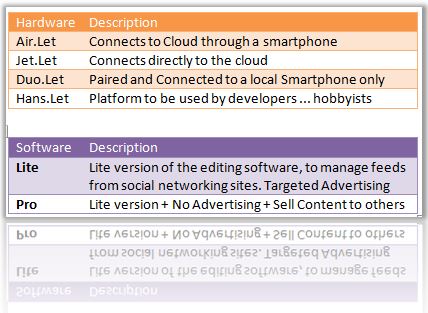 Hardware Description
Air.Let Connects to Cloud through a smartphone
Jet.Let Connects directly to the cloud
Duo.Let Paired and Connected to a local Smartphone only
Hans.Let Platform to be used by developers ... hobbyists
Software Description
Lite Lite version of the editing software, to manage feeds
from social networking sites. Targeted Advertising
Pro Lite version + No Advertising + Sell Content to others